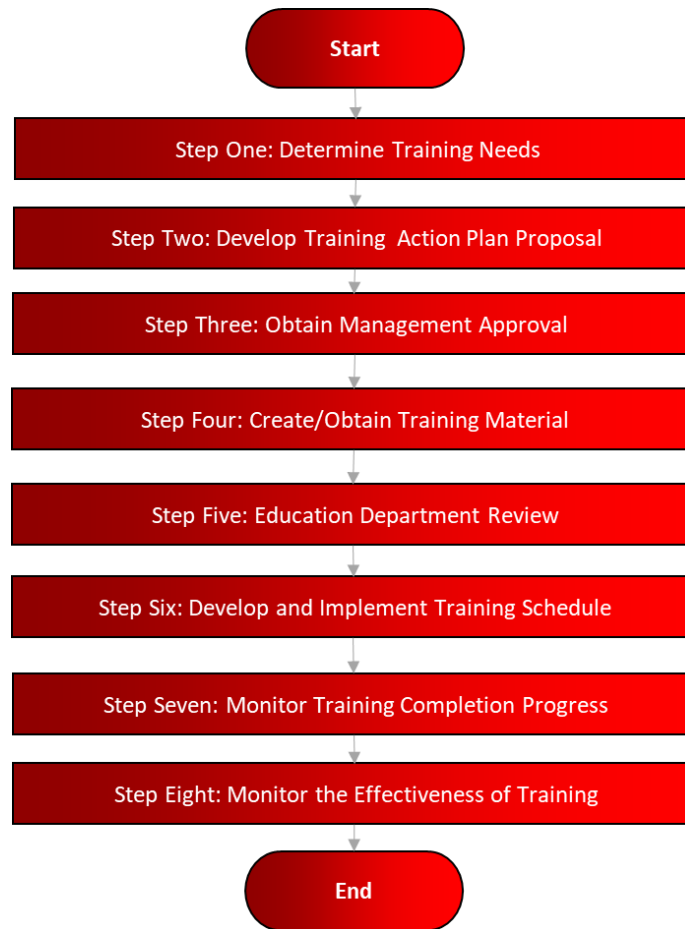 Start
Step One: Determine Training Needs
Step Two: Develop Training  Action Plan Proposal
Step Three: Obtain Management Approval
Step Four: Create/Obtain Training Material
Step Five: Education Department Review
Step Six: Develop and Implement Training Schedule
Step Seven: Monitor Training Completion Progress
Step Eight: Monitor the Effectiveness of Training
End